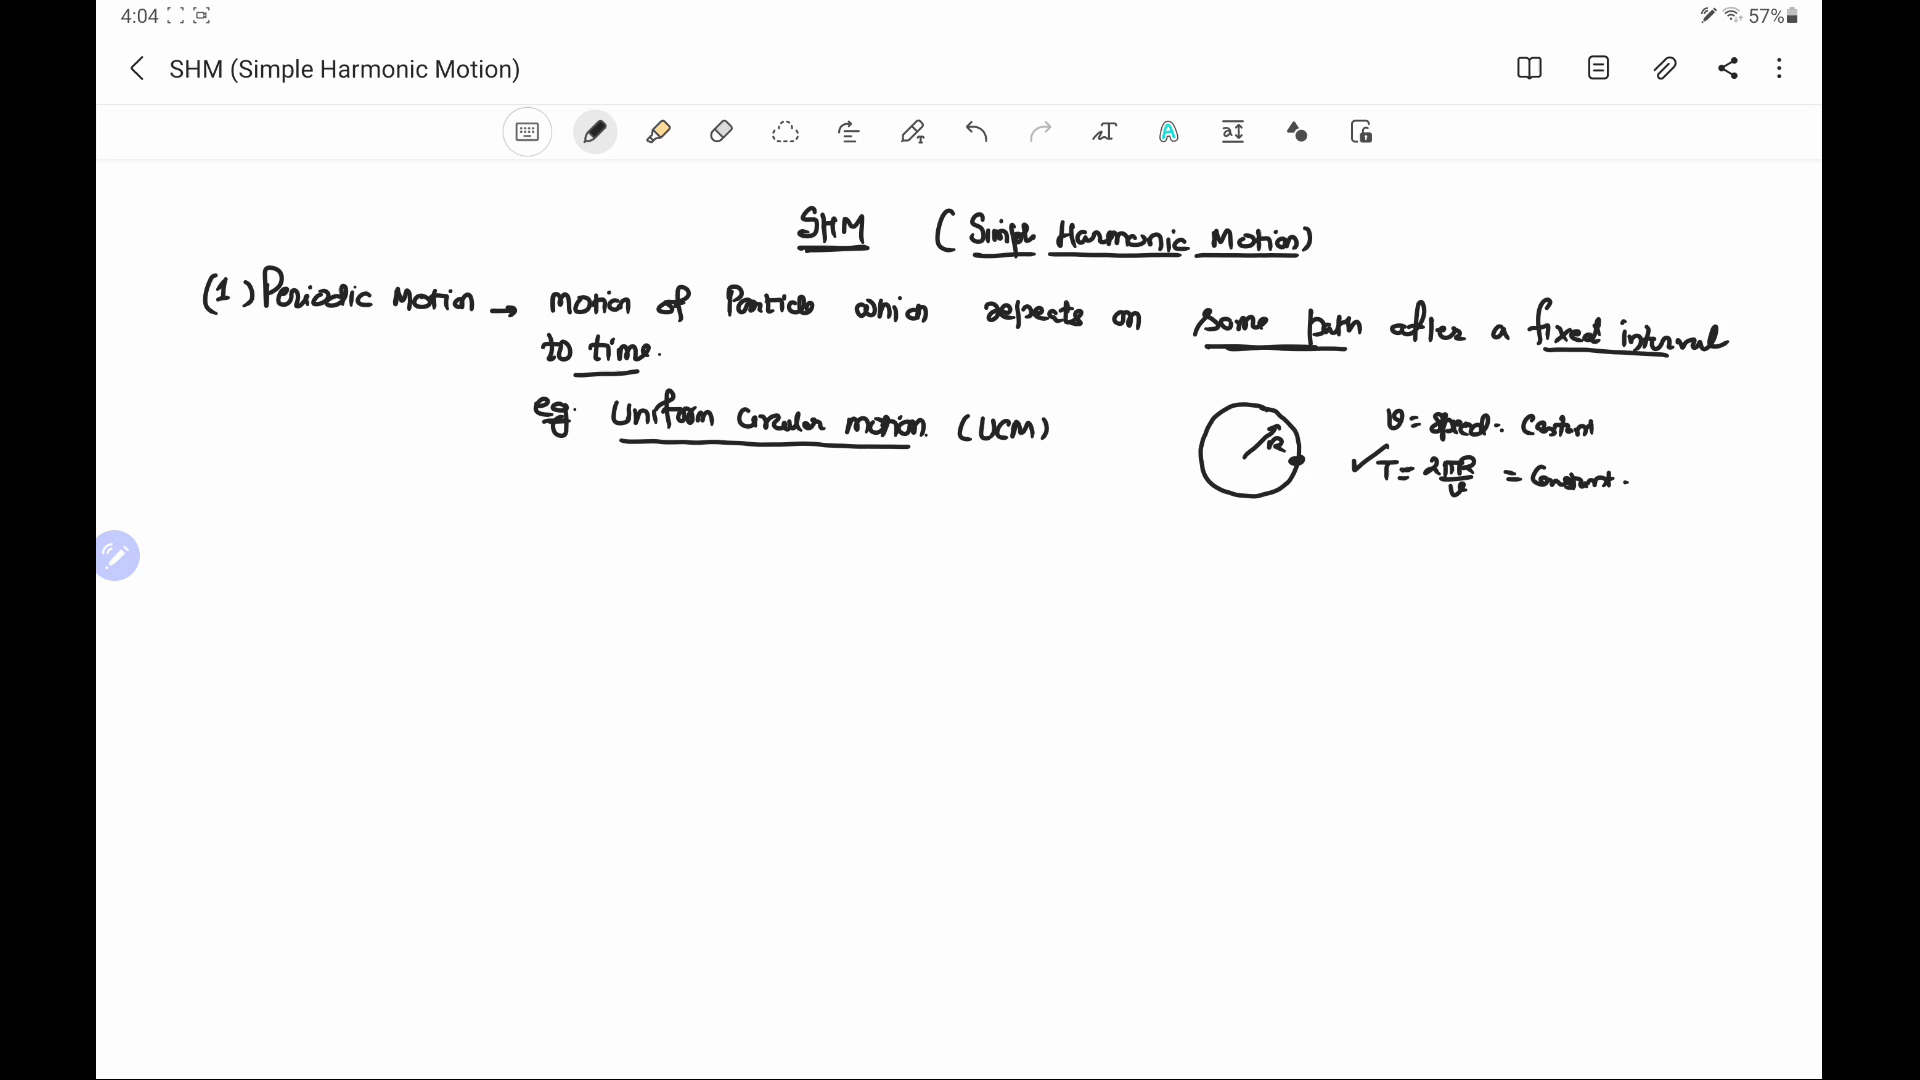 4:04 57%
SHM (Simple Harmonic Motion)
SHM (Simple Harmonic Motion)
(1) Periodic Motion → Motion of Particle which repeats on some path after a fixed interval
to time.
eg. Uniform Circular motion. (UCM)
R
v = speed. Constant
✓ T = 2πR/v = Constant.